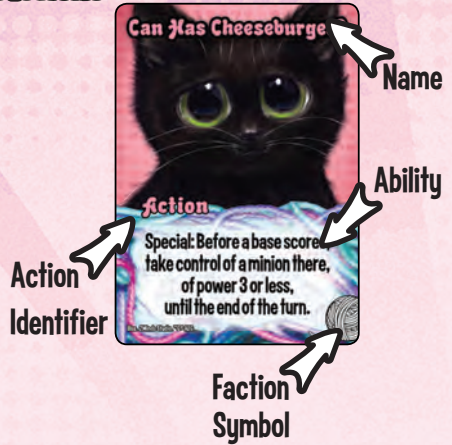 Can Has Cheeseburge
Name
Ability
Action
Special: Before a base score
take control of a minion there,
of power 3 or less,
until the end of the turn.
Action
Identifier
Faction
Symbol